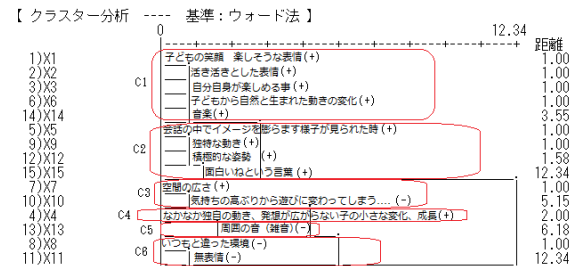 【 クラスター分析 ---- 基準：ウォード法 】
0 12.34
距離
1)X1 子どもの笑顔 楽しそうな表情(+) 1.00
2)X2 活き活きとした表情(+) 1.00
3)X3 C1 自分自身が楽しめる事(+) 1.00
6)X6 子どもから自然と生まれた動きの変化(+) 1.00
14)X14 音楽(+) 3.55
5)X5 会話の中でイメージを膨らます様子が見られた時(+) 1.00
9)X9 C2 独特な動き(+) 1.00
12)X12 積極的な姿勢 (+) 1.58
15)X15 面白いねという言葉(+) 12.34
7)X7 C3 空間の広さ(+) 1.00
10)X10 気持ちの高ぶりから遊びに変わってしまう....(-) 5.15
4)X4 C4 なかなか独自の動き、発想が広がらない子の小さな変化、成長(+) 2.00
13)X13 C5 周囲の音（雑音）(-) 6.18
8)X8 C6 いつもと違った環境(-) 1.00
11)X11 無表情(-) 12.34